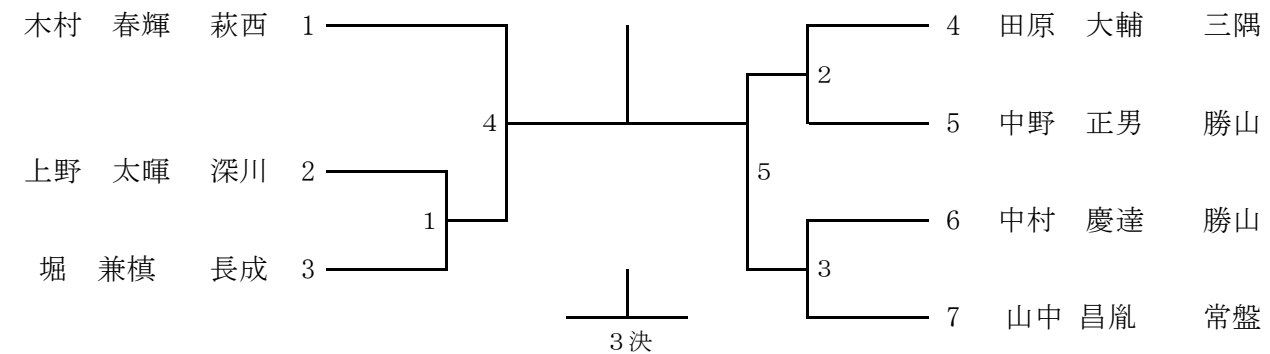 木村 春輝 萩西 1
4 田原 大輔 三隅
2
4
5 中野 正男 勝山
上野 太暉 深川 2
5
1
6 中村 慶達 勝山
堀 兼槙 長成 3
3
7 山中 昌胤 常盤
3決